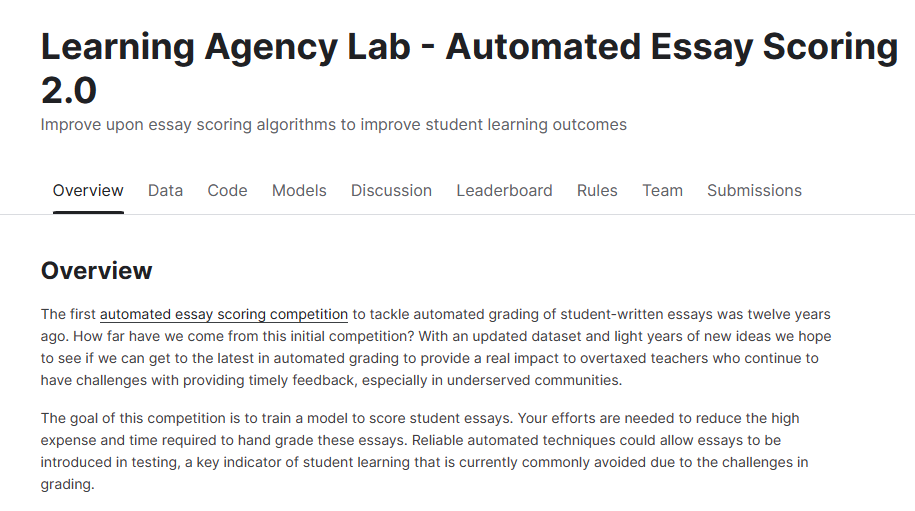 Learning Agency Lab - Automated Essay Scoring
2.0
Improve upon essay scoring algorithms to improve student learning outcomes
Overview Data Code Models Discussion Leaderboard Rules Team Submissions
Overview
The first automated essay scoring competition to tackle automated grading of student-written essays was twelve years
ago. How far have we come from this initial competition? With an updated dataset and light years of new ideas we hope
to see if we can get to the latest in automated grading to provide a real impact to overtaxed teachers who continue to
have challenges with providing timely feedback, especially in underserved communities.
The goal of this competition is to train a model to score student essays. Your efforts are needed to reduce the high
expense and time required to hand grade these essays. Reliable automated techniques could allow essays to be
introduced in testing, a key indicator of student learning that is currently commonly avoided due to the challenges in
grading.